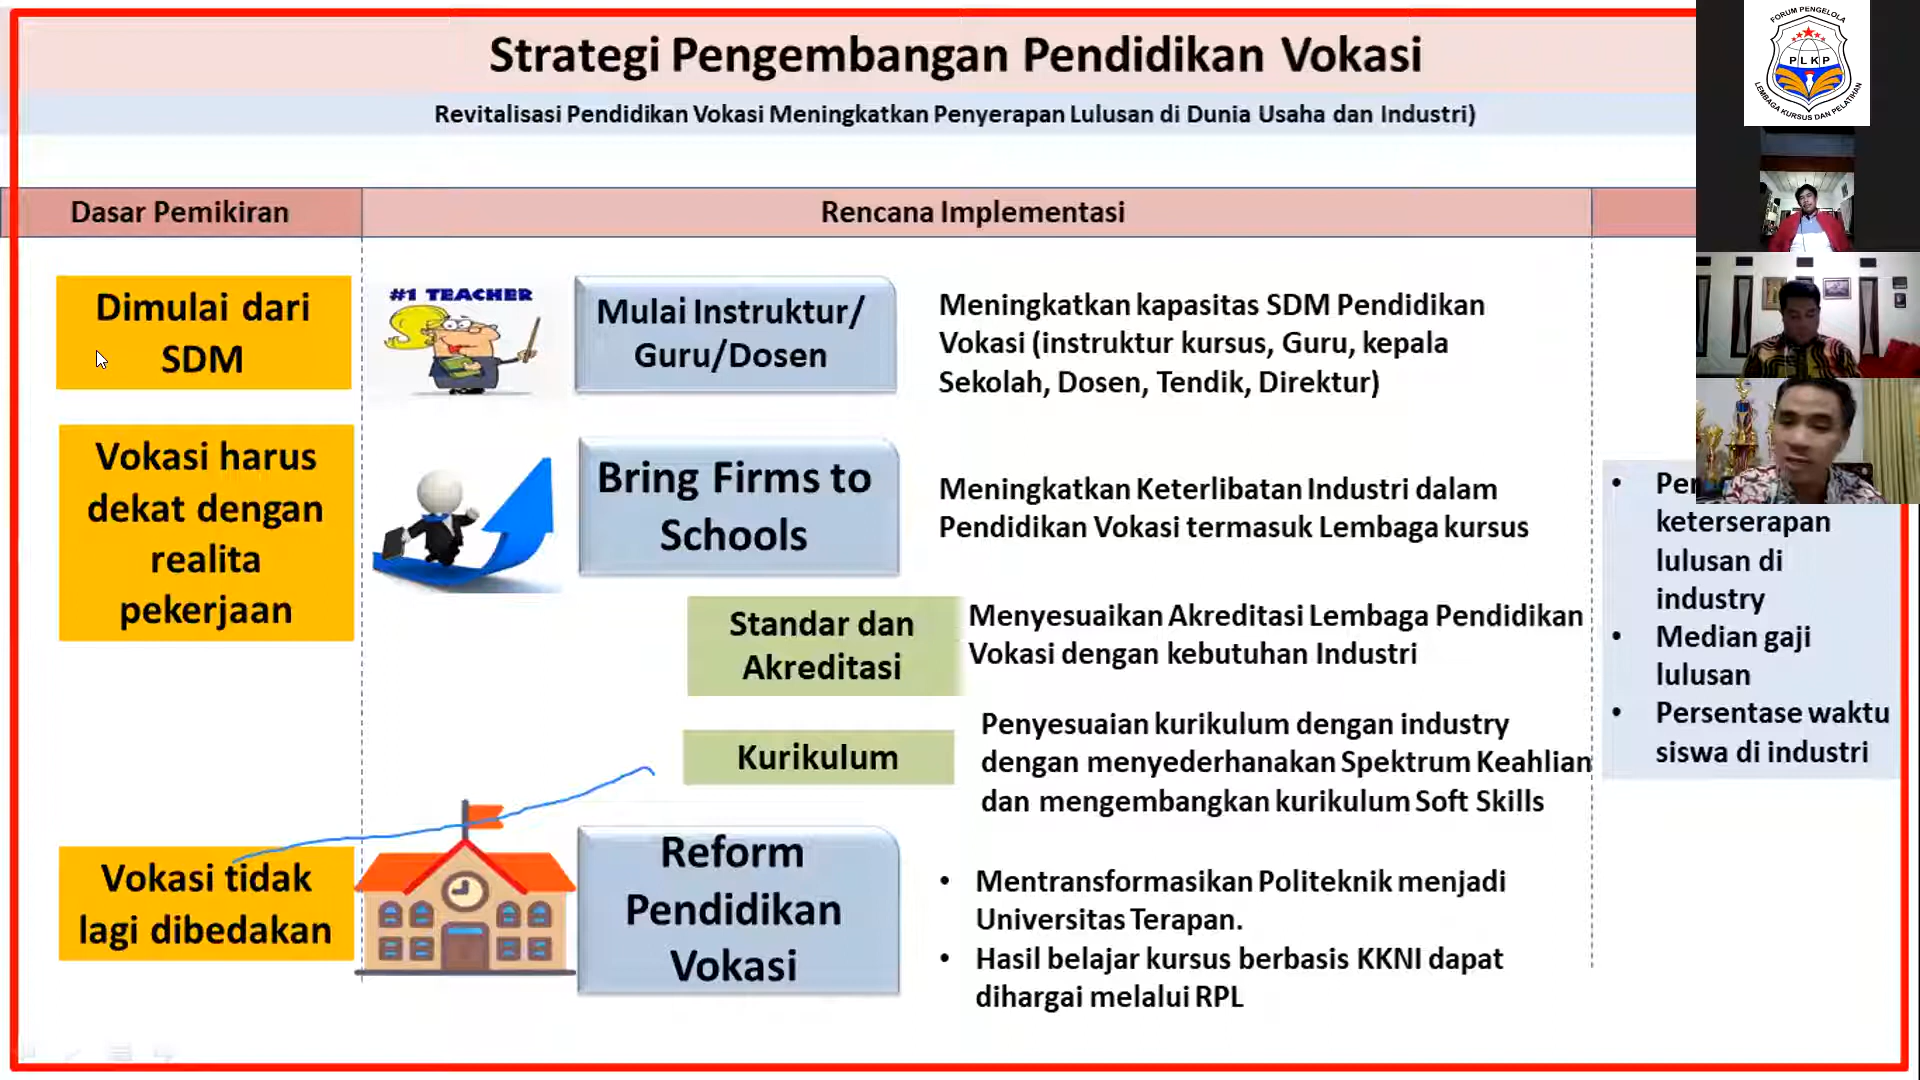 Strategi Pengembangan Pendidikan Vokasi
Revitalisasi Pendidikan Vokasi Meningkatkan Penyerapan Lulusan di Dunia Usaha dan Industri)
FORUM PENGELOLA
PLKP
LEMBAGA KURSUS DAN PELATIHAN
Dasar Pemikiran
Rencana Implementasi
Dimulai dari
SDM
#1 TEACHER
Mulai Instruktur/
Guru/Dosen
Meningkatkan kapasitas SDM Pendidikan
Vokasi (instruktur kursus, Guru, kepala
Sekolah, Dosen, Tendik, Direktur)
Vokasi harus
dekat dengan
realita
pekerjaan
Bring Firms to
Schools
Meningkatkan Keterlibatan Industri dalam
Pendidikan Vokasi termasuk Lembaga kursus
Standar dan
Akreditasi
Menyesuaikan Akreditasi Lembaga Pendidikan
Vokasi dengan kebutuhan Industri
Kurikulum
Penyesuaian kurikulum dengan industry
dengan menyederhanakan Spektrum Keahlian
dan mengembangkan kurikulum Soft Skills
Vokasi tidak
lagi dibedakan
Reform
Pendidikan
Vokasi
• Mentransformasikan Politeknik menjadi
Universitas Terapan.
• Hasil belajar kursus berbasis KKNI dapat
dihargai melalui RPL
• keterserapan
lulusan di
industry
• Median gaji
lulusan
• Persentase waktu
siswa di industri